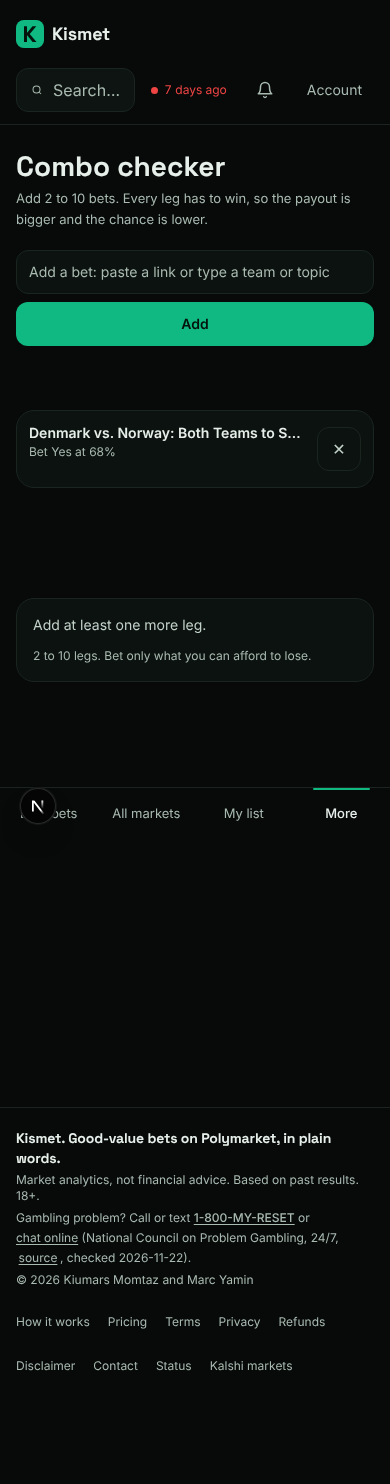 Kismet
Search...
7 days ago
Account
Combo checker
Add 2 to 10 bets. Every leg has to win, so the payout is
bigger and the chance is lower.
Add a bet: paste a link or type a team or topic
Add
Denmark vs. Norway: Both Teams to S...
Bet Yes at 68%
Add at least one more leg.
2 to 10 legs. Bet only what you can afford to lose.
bets
All markets
My list
More
Kismet. Good-value bets on Polymarket, in plain
words.
Market analytics, not financial advice. Based on past results.
18+.
Gambling problem? Call or text 1-800-MY-RESET or
chat online (National Council on Problem Gambling, 24/7,
source , checked 2026-11-22).
© 2026 Kiumars Momtaz and Marc Yamin
How it works Pricing Terms Privacy Refunds
Disclaimer Contact Status Kalshi markets